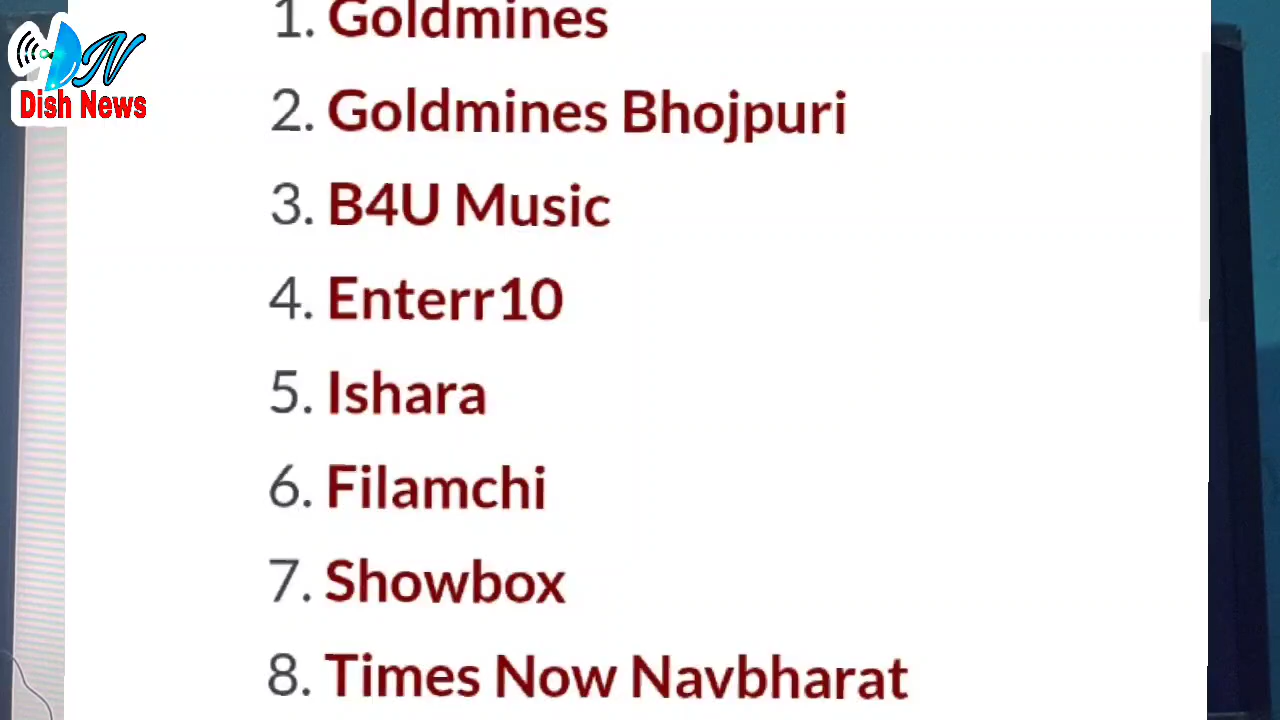 1. Goldmines
DN
Dish News
2. Goldmines Bhojpuri
3. B4U Music
4. Enterr10
5. Ishara
6. Filamchi
7. Showbox
8. Times Now Navbharat